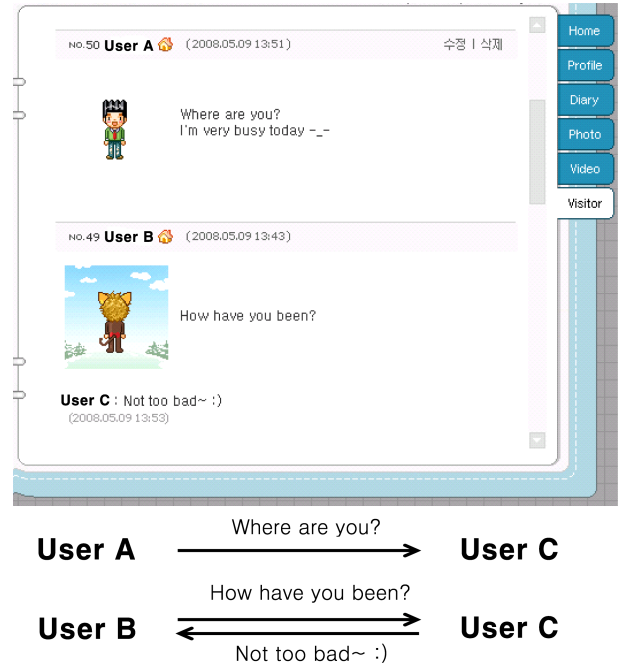 NO.50 User A (2008.05.09 13:51) 수정 | 삭제
Where are you?
I'm very busy today -_-
NO.49 User B (2008.05.09 13:43)
How have you been?
User C : Not too bad~ :)
(2008.05.09 13:53)
Home
Profile
Diary
Photo
Video
Visitor
Where are you?
User A User C
How have you been?
User B User C
Not too bad~ :)